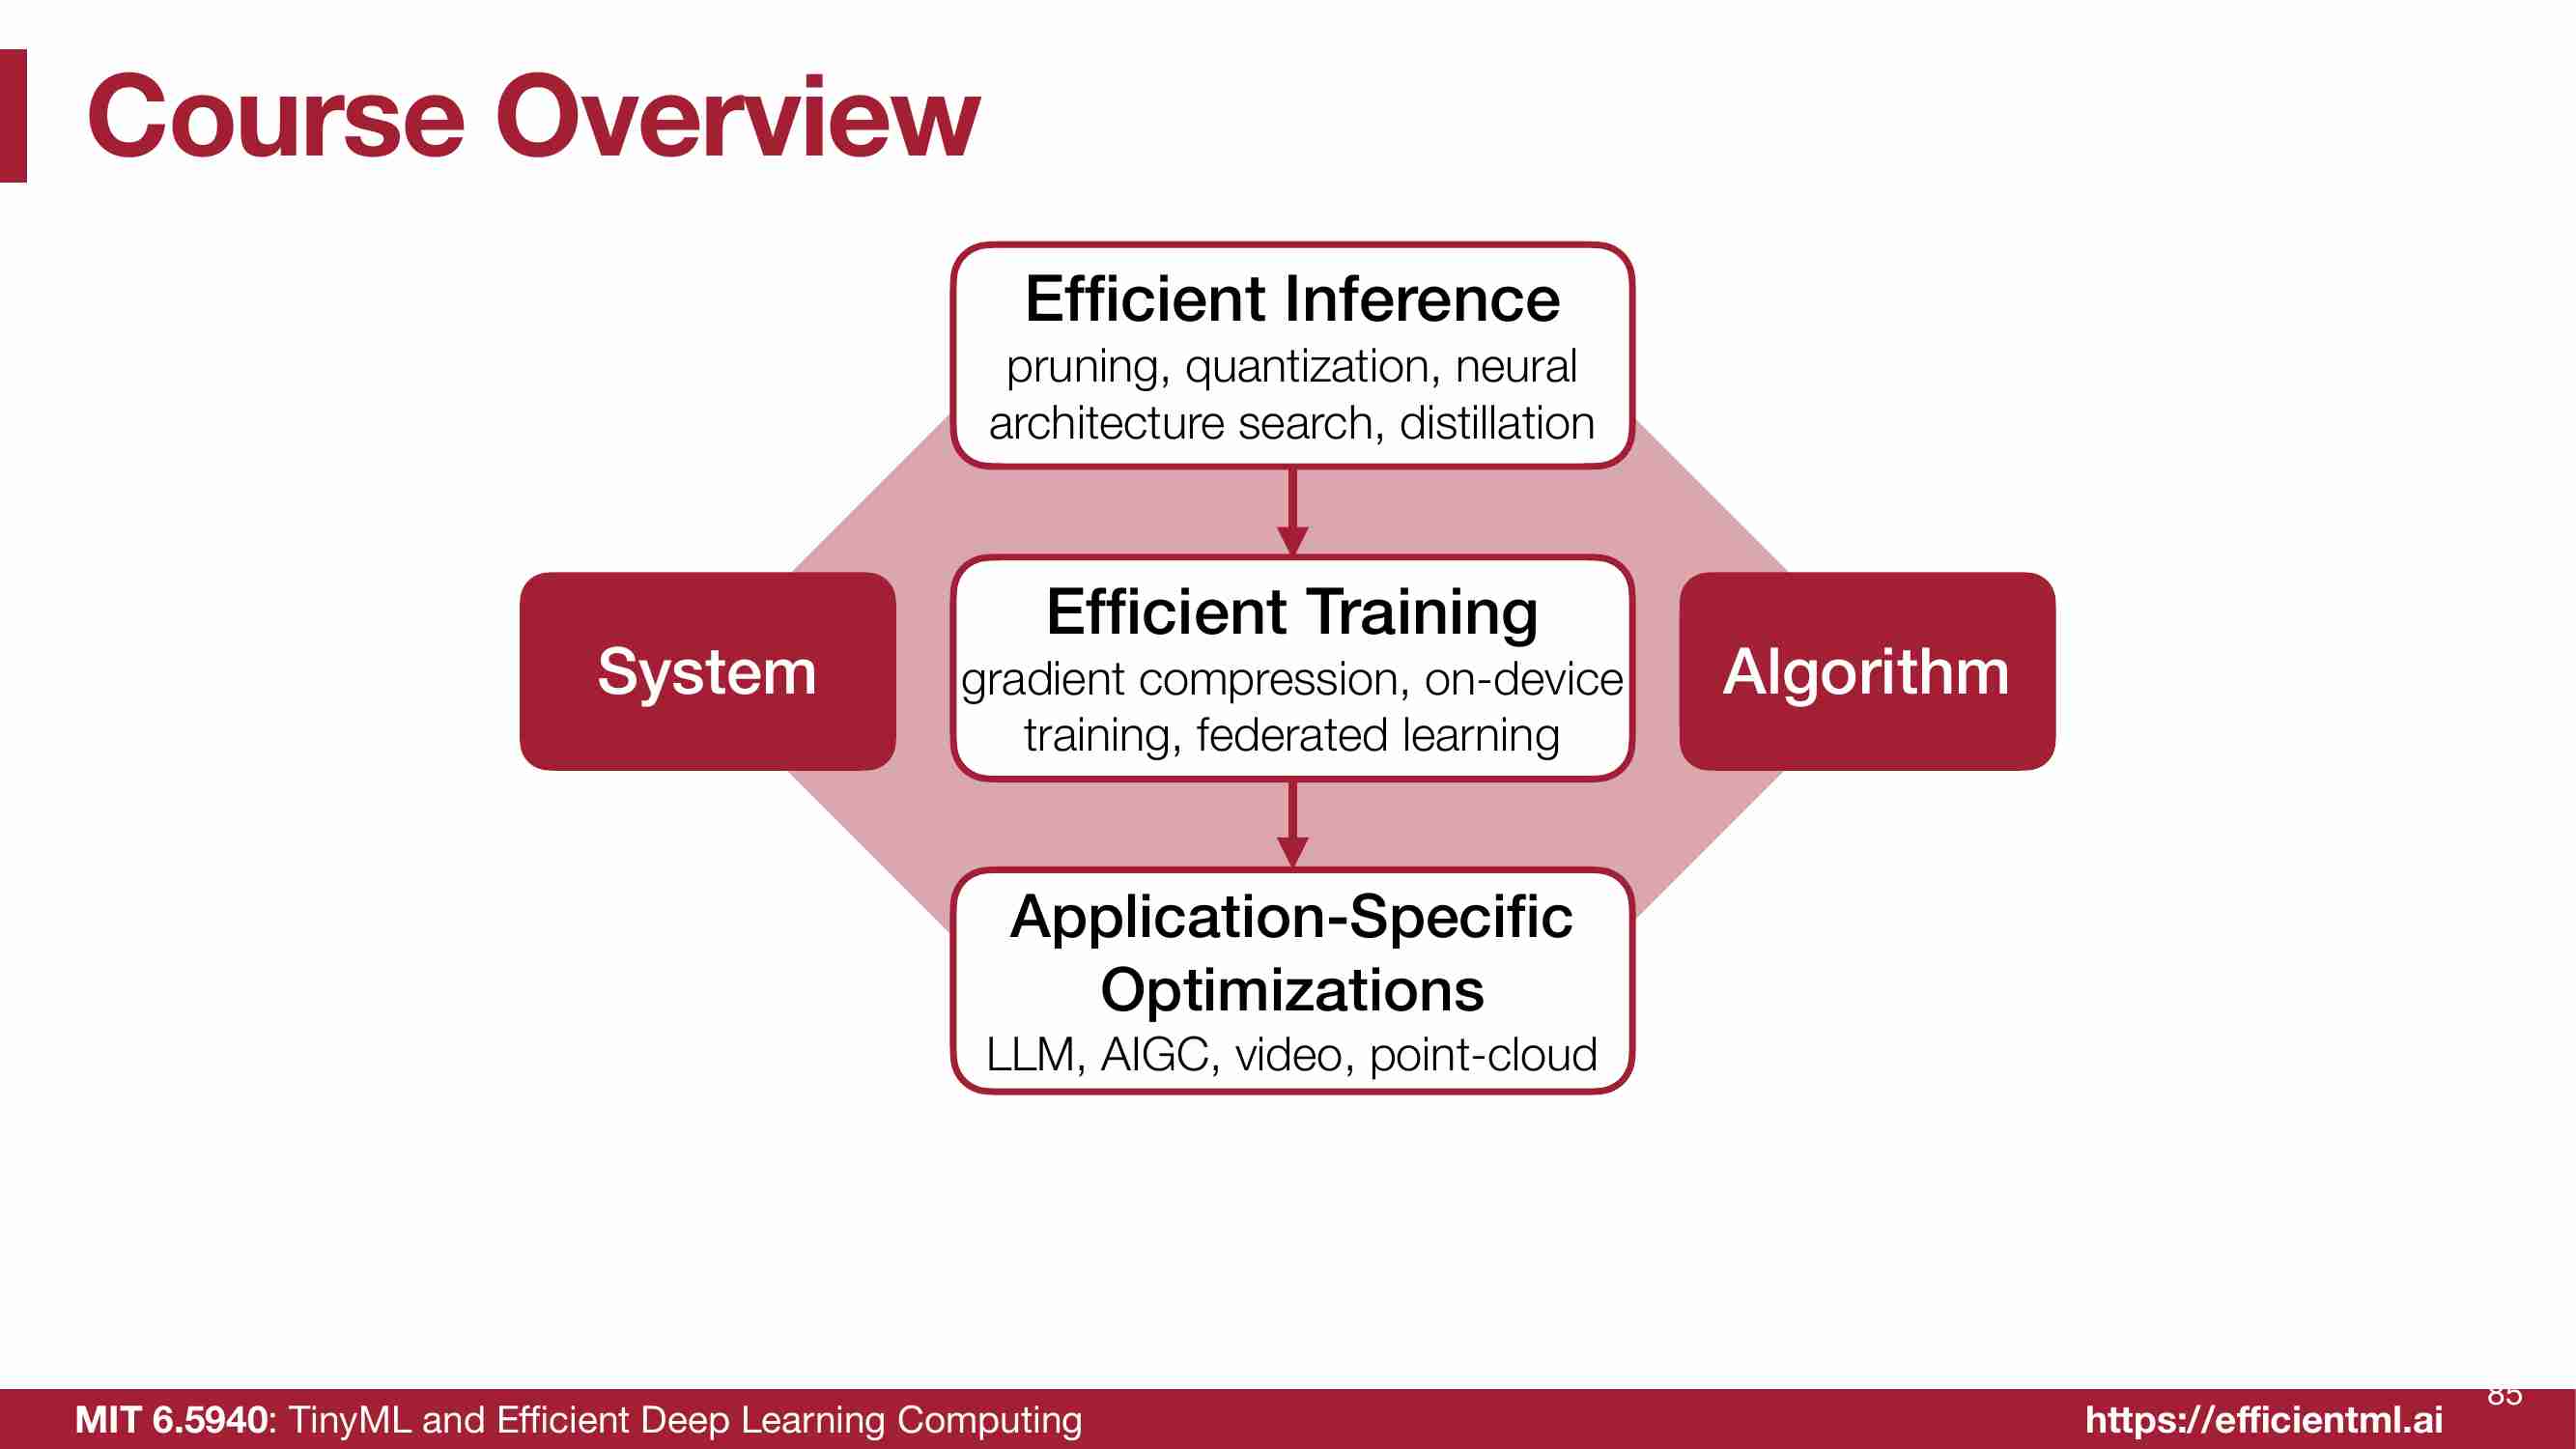 Course Overview
Efficient Inference
pruning, quantization, neural
architecture search, distillation
System
Efficient Training
gradient compression, on-device
training, federated learning
Algorithm
Application-Specific
Optimizations
LLM, AIGC, video, point-cloud
MIT 6.5940: TinyML and Efficient Deep Learning Computing
https://efficientml.ai
85